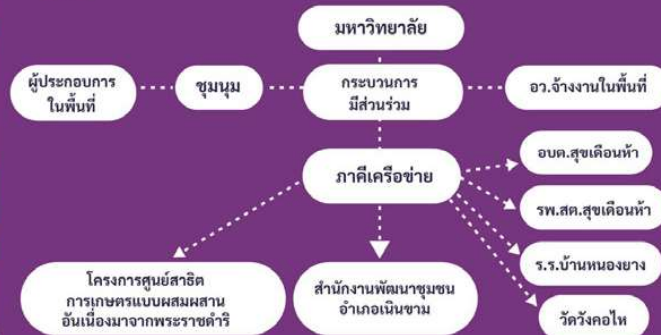 มหาวิทยาลัย
ผู้ประกอบการ
ในพื้นที่
ชุมนุม
กระบวนการ
มีส่วนร่วม
อว.จ้างงานในพื้นที่
ภาคีเครือข่าย
อบต.สุขเดือนห้า
รพ.สต.สุขเดือนห้า
ร.ร.บ้านหนองยาง
วัดวังคอไห
โครงการศูนย์สาธิต
การเกษตรแบบผสมผสาน
อันเนื่องมาจากพระราชดำริ
สำนักงานพัฒนาชุมชน
อำเภอเนินขาม